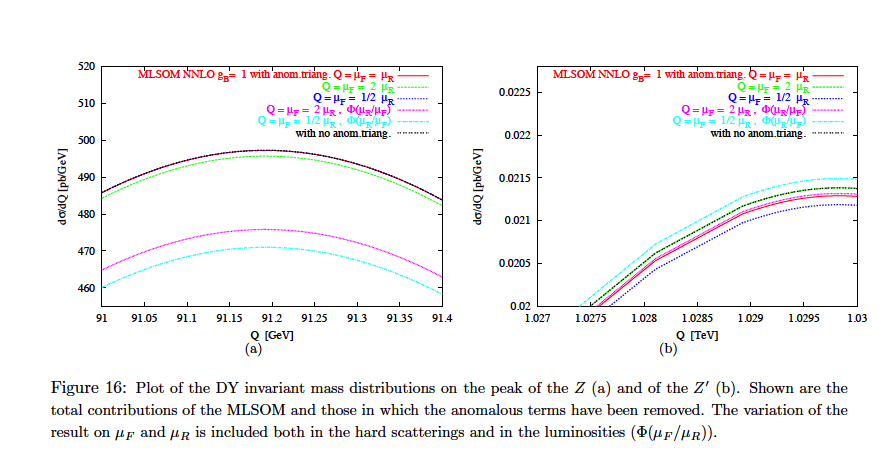 520
510
500
490
480
470
460
dσ/dQ [pb/GeV]
MLSOM NNLO g_B= 1 with anom.triang. Q = μ_F = μ_R
Q = μ_F = 2 μ_R
Q = μ_F = 1/2 μ_R
Q = μ_F = 2 μ_R , Φ(μ_R/μ_F)
Q = μ_F = 1/2 μ_R , Φ(μ_R/μ_F)
with no anom.triang.
91 91.05 91.1 91.15 91.2 91.25 91.3 91.35 91.4
Q [GeV]
(a)
0.0225
0.022
0.0215
0.021
0.0205
0.02
dσ/dQ [pb/GeV]
MLSOM NNLO g_B= 1 with anom.triang. Q = μ_F = μ_R
Q = μ_F = 2 μ_R
Q = μ_F = 1/2 μ_R
Q = μ_F = 2 μ_R , Φ(μ_R/μ_F)
Q = μ_F = 1/2 μ_R , Φ(μ_R/μ_F)
with no anom.triang.
1.027 1.0275 1.028 1.0285 1.029 1.0295 1.03
Q [TeV]
(b)
Figure 16: Plot of the DY invariant mass distributions on the peak of the Z (a) and of the Z′ (b). Shown are the
total contributions of the MLSOM and those in which the anomalous terms have been removed. The variation of the
result on μ_F and μ_R is included both in the hard scatterings and in the luminosities (Φ(μ_F/μ_R)).